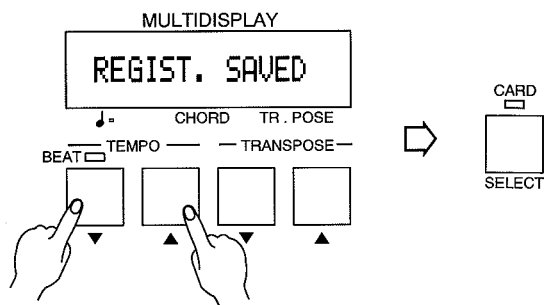 MULTIDISPLAY
REGIST. SAVED
♩= CHORD TR. POSE
BEAT TEMPO TRANSPOSE
▼ ▲ ▼ ▲
CARD
SELECT